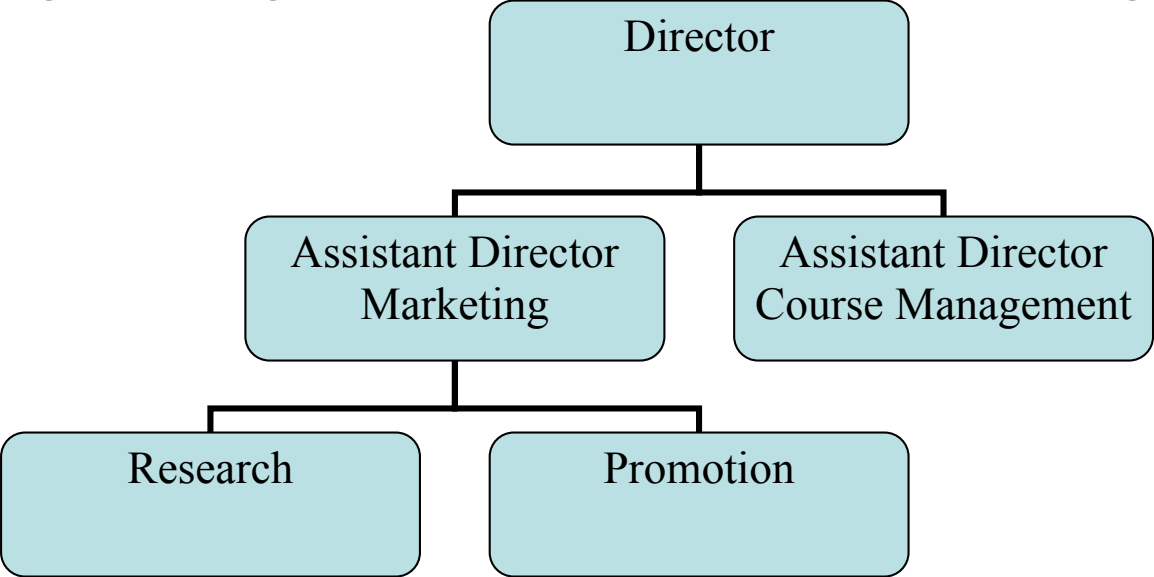 Director
Assistant Director
Marketing
Assistant Director
Course Management
Research
Promotion